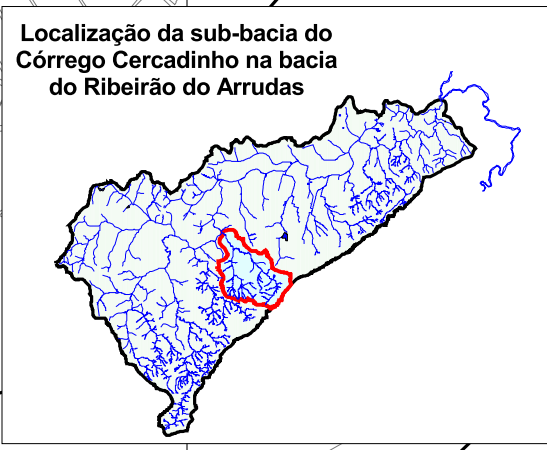 Localização da sub-bacia do
Córrego Cercadinho na bacia
do Ribeirão do Arrudas